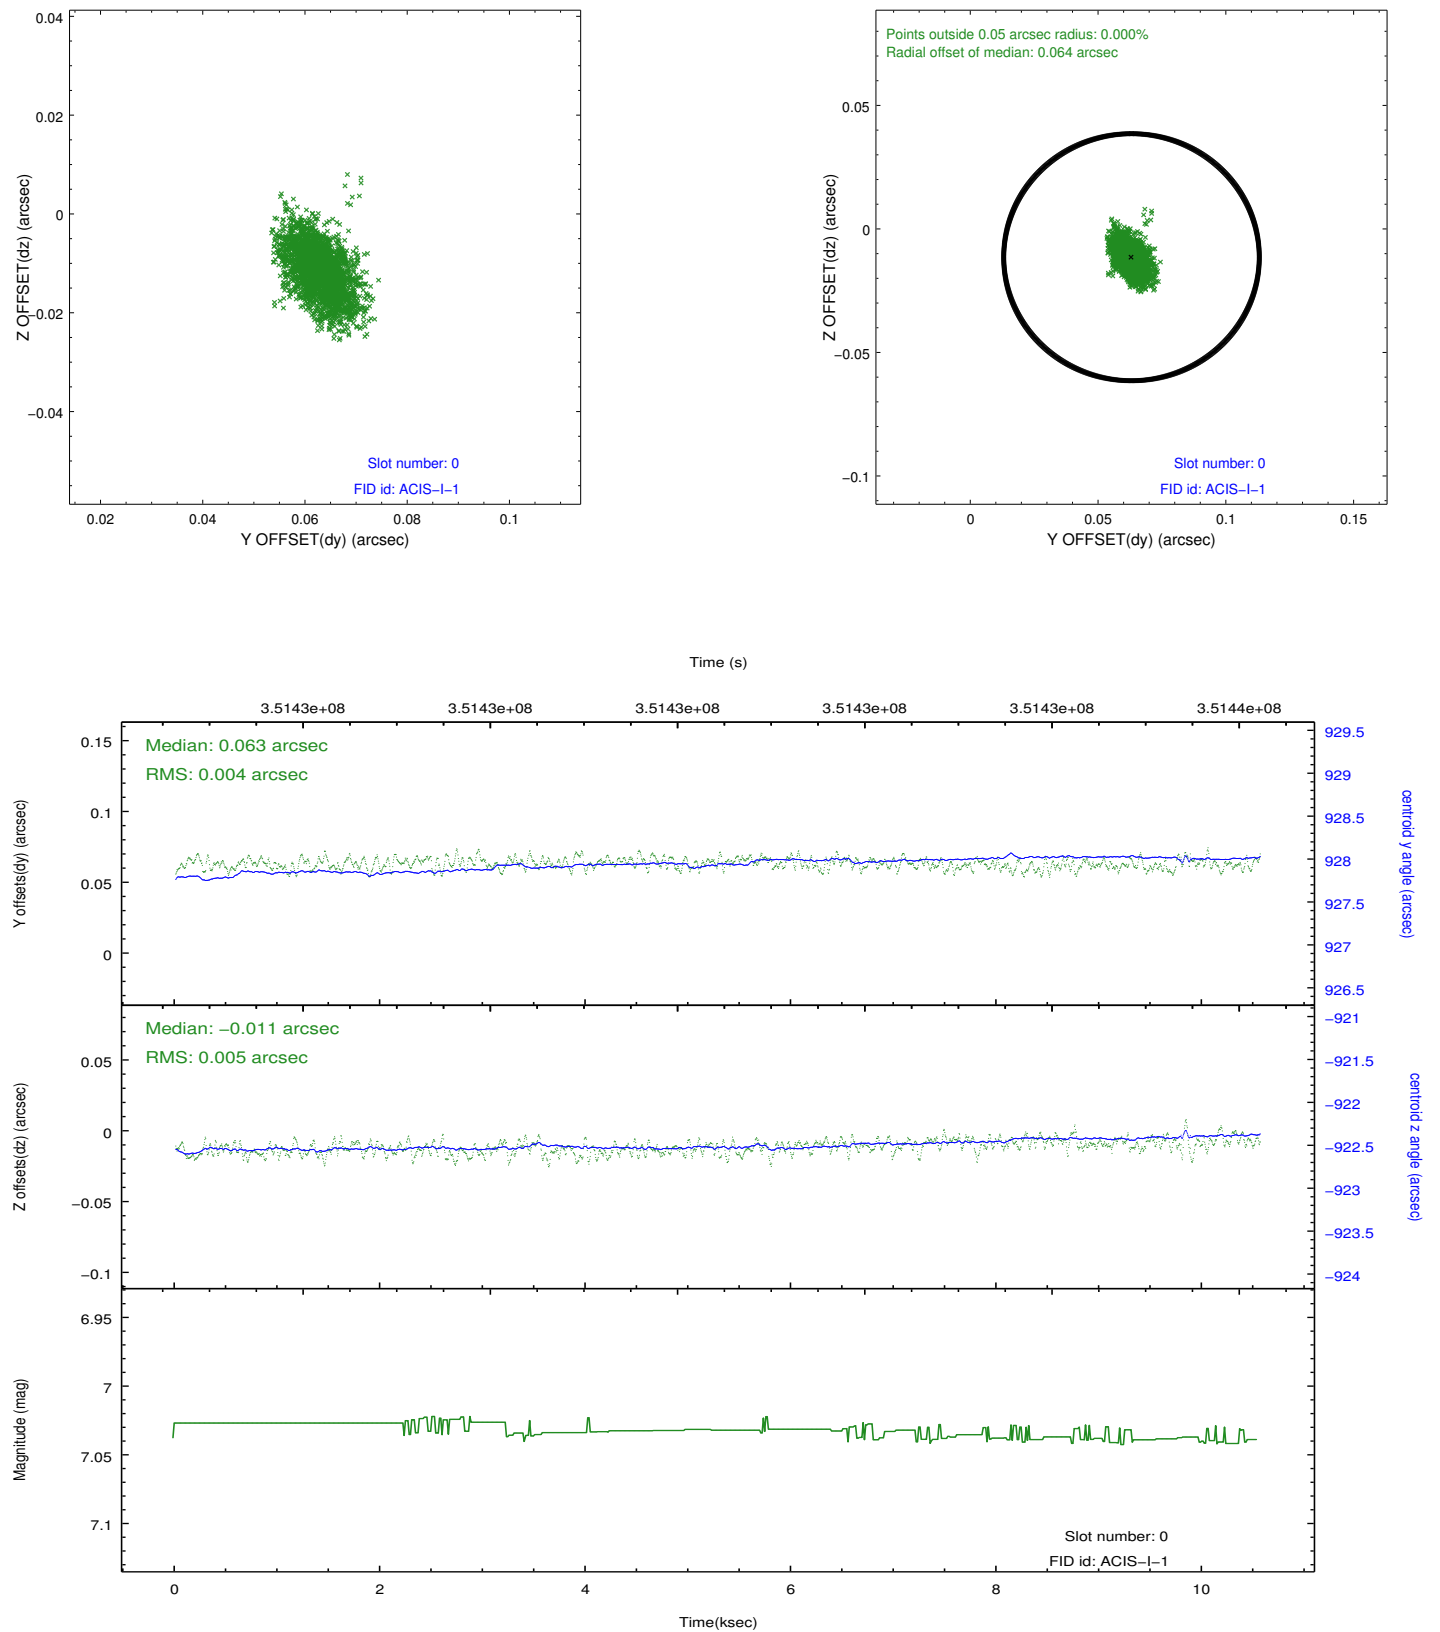 0.04
0.02
0
−0.02
−0.04
Z OFFSET(dz) (arcsec)
Slot number: 0
FID id: ACIS−I−1
0.02 0.04 0.06 0.08 0.1
Y OFFSET(dy) (arcsec)
Points outside 0.05 arcsec radius: 0.000%
Radial offset of median: 0.064 arcsec
0.05
0
−0.05
−0.1
Z OFFSET(dz) (arcsec)
Slot number: 0
FID id: ACIS−I−1
0 0.05 0.1 0.15
Y OFFSET(dy) (arcsec)
Time (s)
3.5143e+08 3.5143e+08 3.5143e+08 3.5143e+08 3.5143e+08 3.5144e+08
Median: 0.063 arcsec
RMS: 0.004 arcsec
0.15
0.1
0.05
0
Y offsets(dy) (arcsec)
929.5
929
928.5
928
927.5
927
926.5
centroid y angle (arcsec)
Median: −0.011 arcsec
RMS: 0.005 arcsec
0.05
0
−0.05
−0.1
Z offsets(dz) (arcsec)
−921
−921.5
−922
−922.5
−923
−923.5
−924
centroid z angle (arcsec)
6.95
7
7.05
7.1
Magnitude (mag)
Slot number: 0
FID id: ACIS−I−1
0 2 4 6 8 10
Time(ksec)